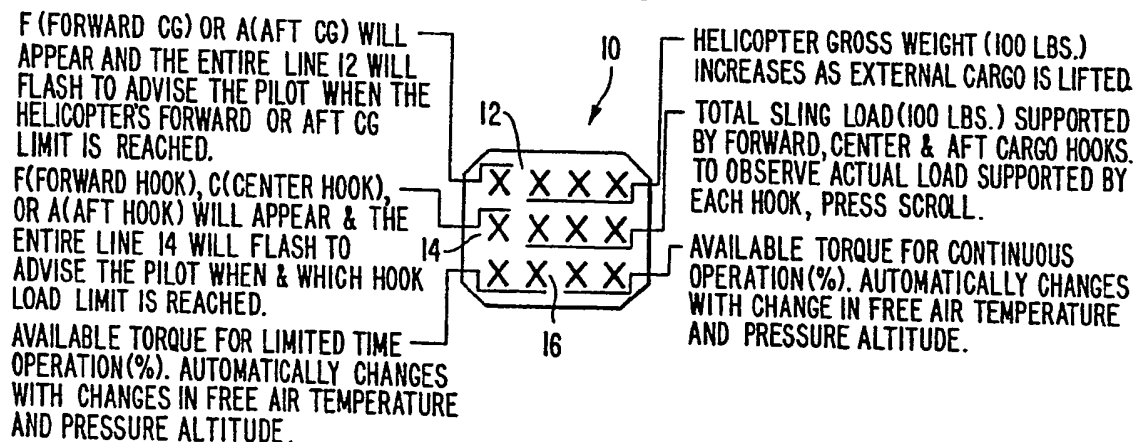 F (FORWARD CG) OR A(AFT CG) WILL
APPEAR AND THE ENTIRE LINE 12 WILL
FLASH TO ADVISE THE PILOT WHEN THE
HELICOPTER'S FORWARD OR AFT CG
LIMIT IS REACHED.
F(FORWARD HOOK), C(CENTER HOOK),
OR A(AFT HOOK) WILL APPEAR & THE
ENTIRE LINE 14 WILL FLASH TO
ADVISE THE PILOT WHEN & WHICH HOOK
LOAD LIMIT IS REACHED.
AVAILABLE TORQUE FOR LIMITED TIME
OPERATION(%). AUTOMATICALLY CHANGES
WITH CHANGES IN FREE AIR TEMPERATURE
AND PRESSURE ALTITUDE.
10
12
X X X X
14
X X X X
X X X X
16
HELICOPTER GROSS WEIGHT (100 LBS.)
INCREASES AS EXTERNAL CARGO IS LIFTED.
TOTAL SLING LOAD(100 LBS.) SUPPORTED
BY FORWARD, CENTER & AFT CARGO HOOKS.
TO OBSERVE ACTUAL LOAD SUPPORTED BY
EACH HOOK, PRESS SCROLL.
AVAILABLE TORQUE FOR CONTINUOUS
OPERATION(%). AUTOMATICALLY CHANGES
WITH CHANGE IN FREE AIR TEMPERATURE
AND PRESSURE ALTITUDE.